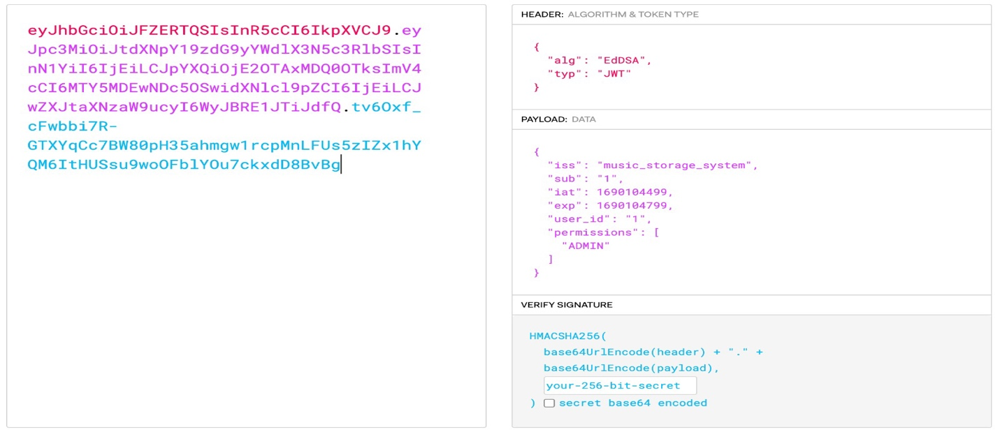 eyJhbGciOiJFZERTQSIsInR5cCI6IkpXVCJ9.ey
Jpc3MiOiJtdXNpY19zdG9yYWdlX3N5c3RlbSIsI
nN1YiI6IjEiLCJpYXQiOjE2OTAxMDQ0OTksImV4
cCI6MTY5MDEwNDc5OSwidXNlcl9pZCI6IjEiLCJ
wZXJtaXNzaW9ucyI6WyJBRE1JTiJdfQ.tv6Oxf_
cFwbbi7R-
GTXYqCc7BW80pH35ahmgw1rcpMnLFUs5zIZx1hY
QM6ItHUSsu9woOFblYOu7ckxdD8BvBg
HEADER: ALGORITHM & TOKEN TYPE
{
"alg": "EdDSA",
"typ": "JWT"
}
PAYLOAD: DATA
{
"iss": "music_storage_system",
"sub": "1",
"iat": 1690104499,
"exp": 1690104799,
"user_id": "1",
"permissions": [
"ADMIN"
]
}
VERIFY SIGNATURE
HMACSHA256(
base64UrlEncode(header) + "." +
base64UrlEncode(payload),
your-256-bit-secret
) secret base64 encoded